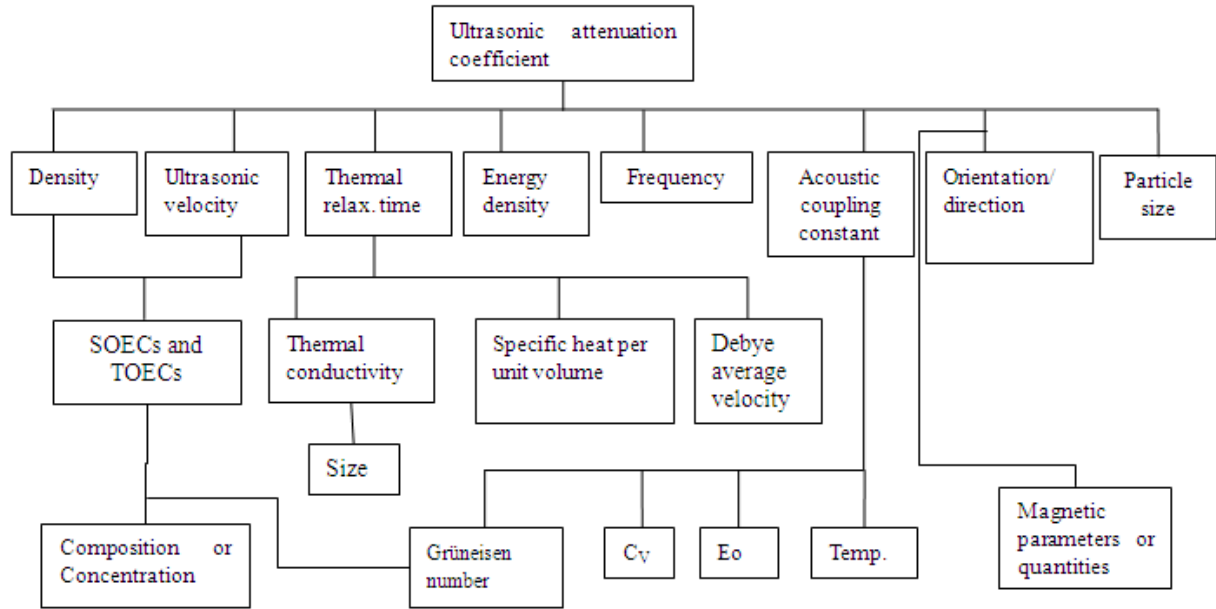 Ultrasonic attenuation
coefficient
Density
Ultrasonic
velocity
Thermal
relax. time
Energy
density
Frequency
Acoustic
coupling
constant
Orientation/
direction
Particle
size
SOECs and
TOECs
Thermal
conductivity
Specific heat per
unit volume
Debye
average
velocity
Size
Composition or
Concentration
Grüneisen
number
CV
Eo
Temp.
Magnetic
parameters or
quantities